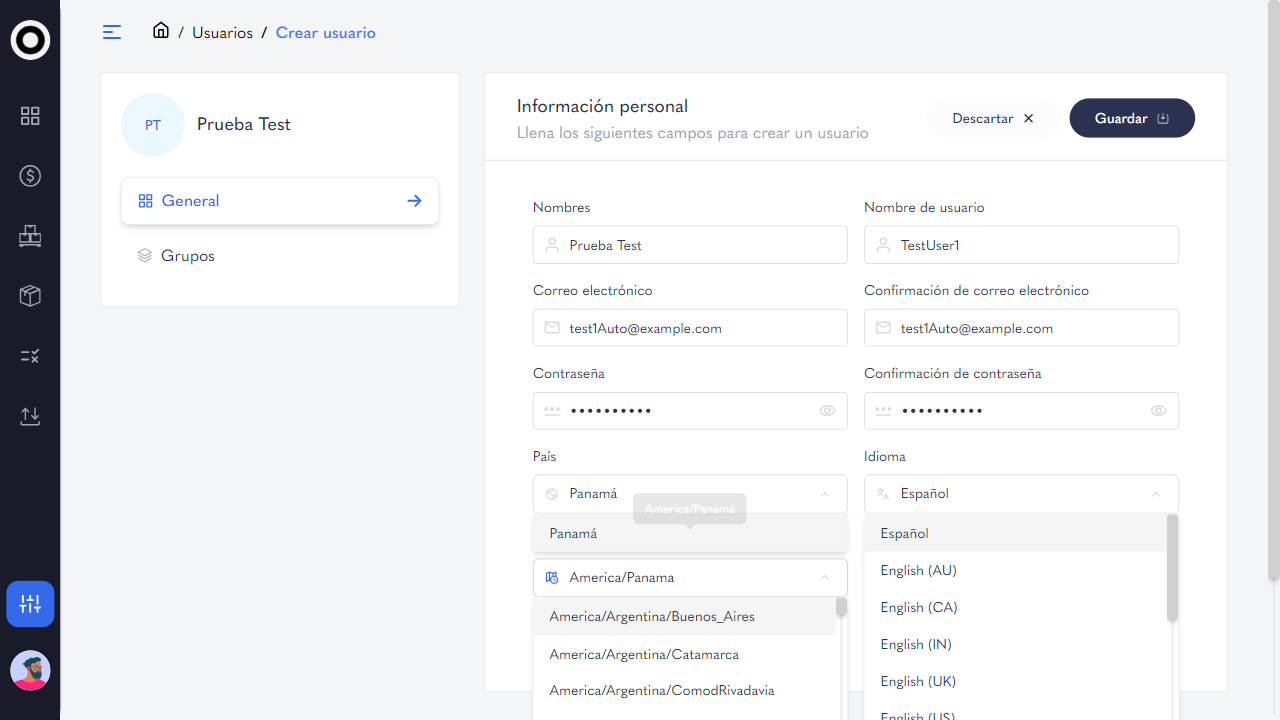 / Usuarios / Crear usuario
PT
Prueba Test
General
Grupos
Información personal
Llena los siguientes campos para crear un usuario
Descartar
Guardar
Nombres
Nombre de usuario
Prueba Test
TestUser1
Correo electrónico
Confirmación de correo electrónico
test1Auto@example.com
test1Auto@example.com
Contraseña
Confirmación de contraseña
••••••••••
••••••••••
País
Idioma
Panamá
Español
America/Panama
Panamá
America/Panama
America/Argentina/Buenos_Aires
America/Argentina/Catamarca
America/Argentina/ComodRivadavia
Español
English (AU)
English (CA)
English (IN)
English (UK)
English (US)